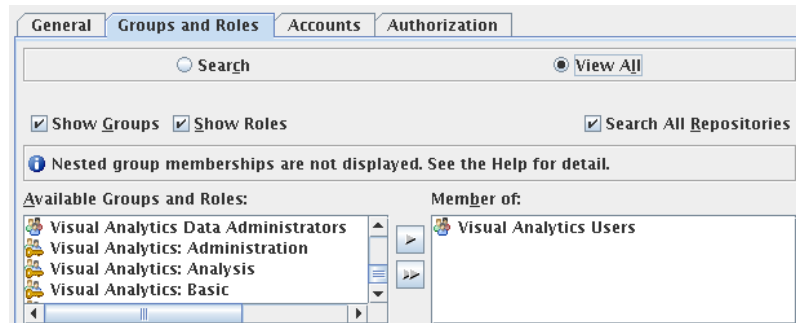 General Groups and Roles Accounts Authorization
Search View All
Show Groups Show Roles Search All Repositories
Nested group memberships are not displayed. See the Help for detail.
Available Groups and Roles: Member of:
Visual Analytics Data Administrators Visual Analytics Users
Visual Analytics: Administration
Visual Analytics: Analysis
Visual Analytics: Basic